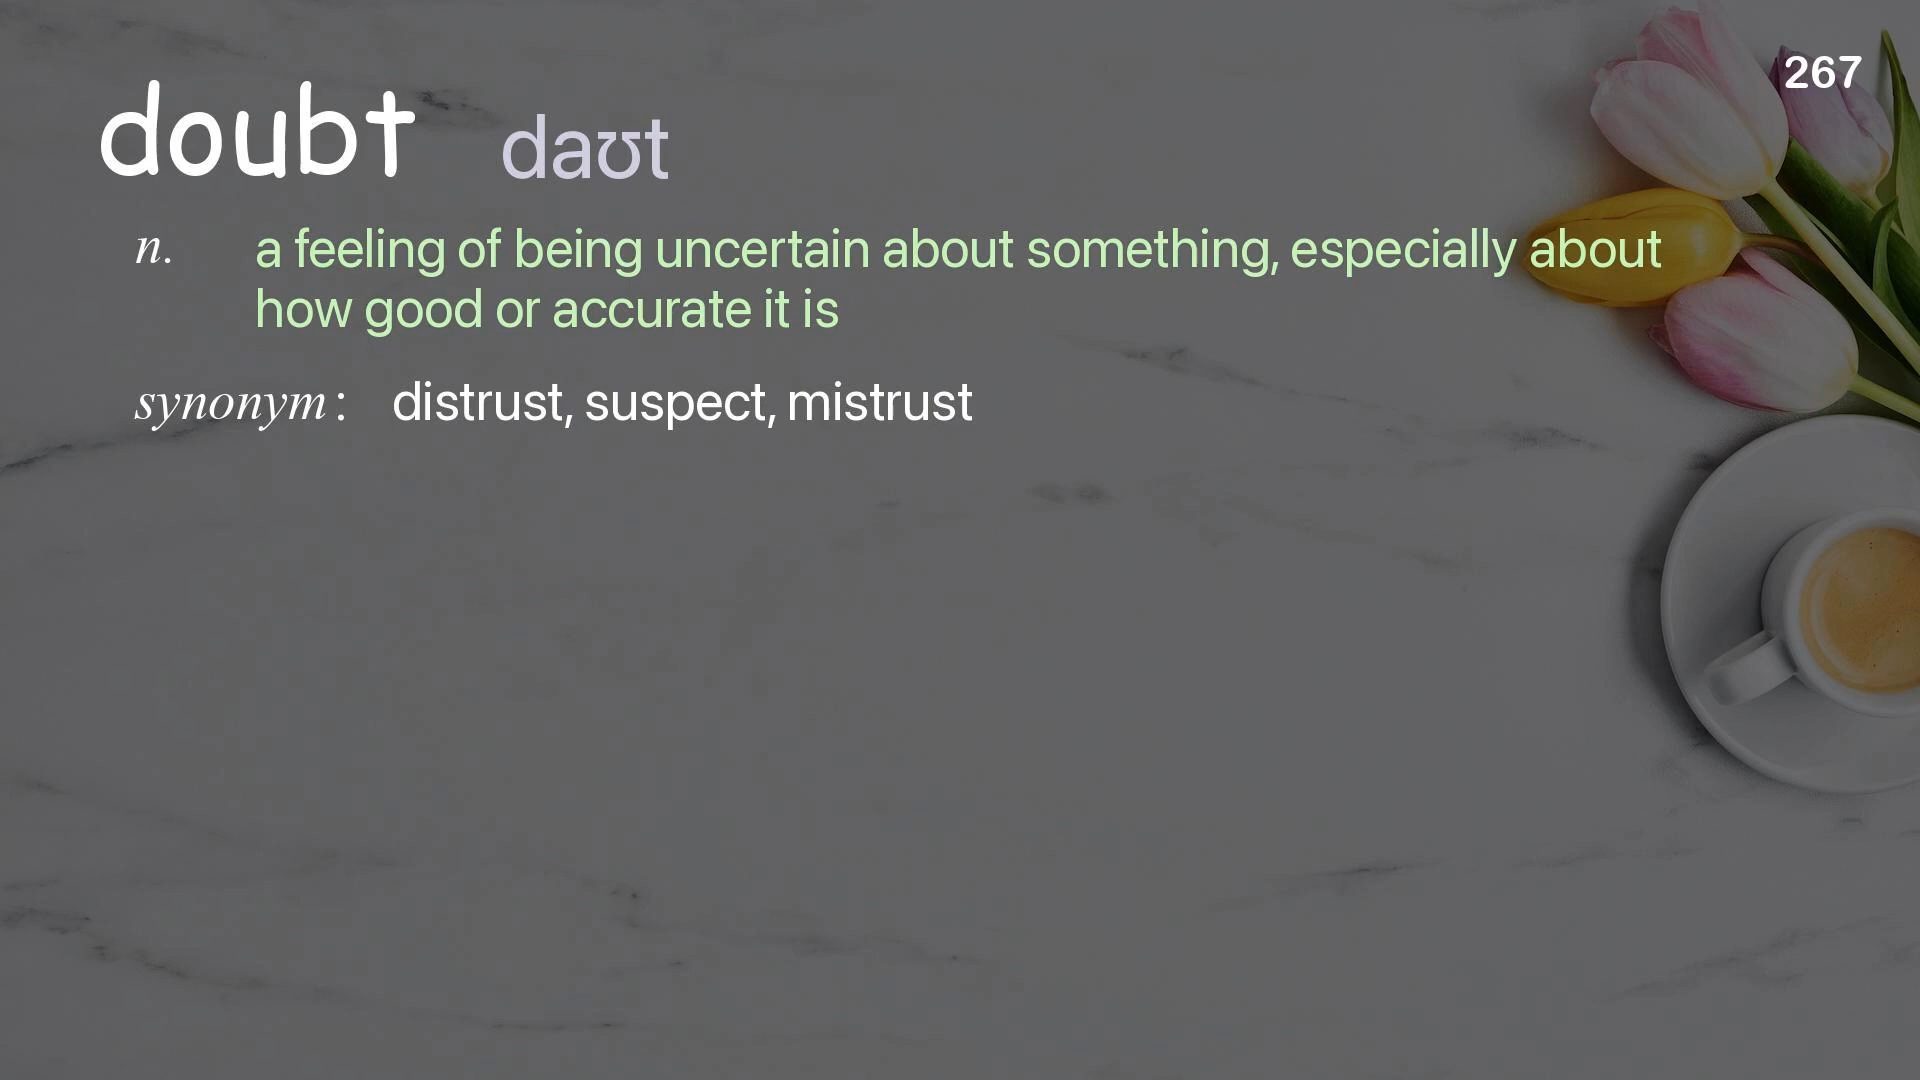 267
doubt daʊt
n. a feeling of being uncertain about something, especially about
how good or accurate it is
synonym: distrust, suspect, mistrust